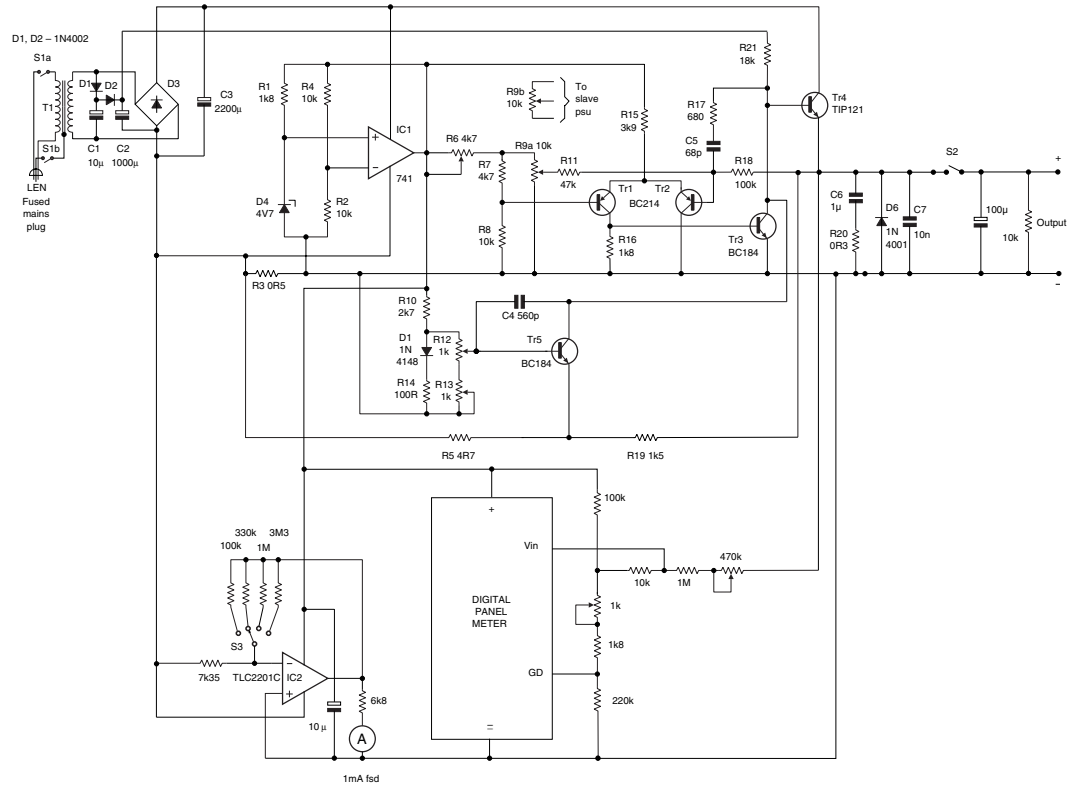 D1, D2 – 1N4002
S1a
T1
D1
D2
D3
C1
10µ
C2
1000µ
S1b
LEN
Fused
mains
plug
C3
2200µ
R1
1k8
R4
10k
D4
4V7
R2
10k
+
–
IC1
741
R3 0R5
R6 4k7
R7
4k7
R8
10k
R9a 10k
R9b
10k
To
slave
psu
R11
47k
R15
3k9
Tr1
Tr2
BC214
R16
1k8
R17
680
C5
68p
R18
100k
R21
18k
Tr4
TIP121
Tr3
BC184
C6
1µ
R20
0R3
D6
1N
4001
C7
10n
S2
100µ
10k
+
Output
–
R10
2k7
D1
1N
4148
R12
1k
R14
100R
R13
1k
C4 560p
Tr5
BC184
R5 4R7
R19 1k5
+
Vin
DIGITAL
PANEL
METER
GD
=
100k
10k
1M
470k
1k
1k8
220k
330k
3M3
100k
1M
S3
7k35
TLC2201C
–
+
IC2
10 µ
6k8
A
1mA fsd